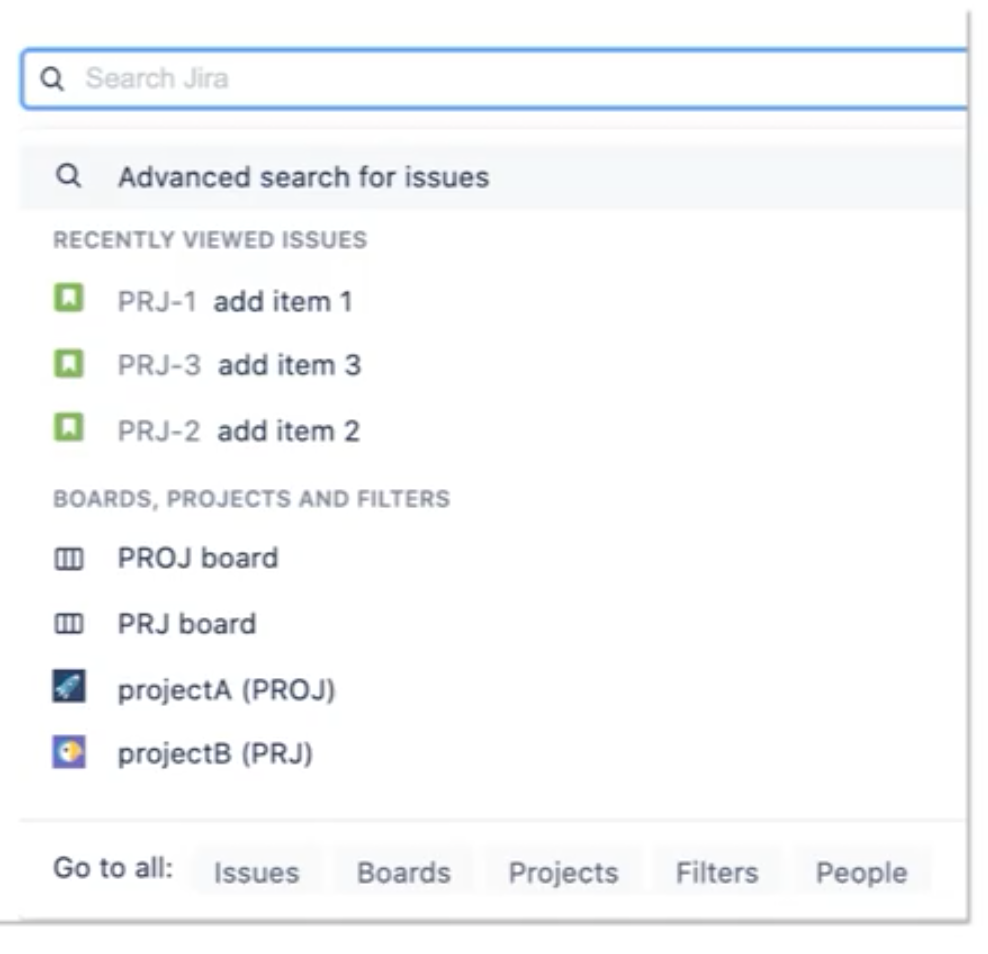 Search Jira
Advanced search for issues
RECENTLY VIEWED ISSUES
PRJ-1 add item 1
PRJ-3 add item 3
PRJ-2 add item 2
BOARDS, PROJECTS AND FILTERS
PROJ board
PRJ board
projectA (PROJ)
projectB (PRJ)
Go to all: Issues Boards Projects Filters People